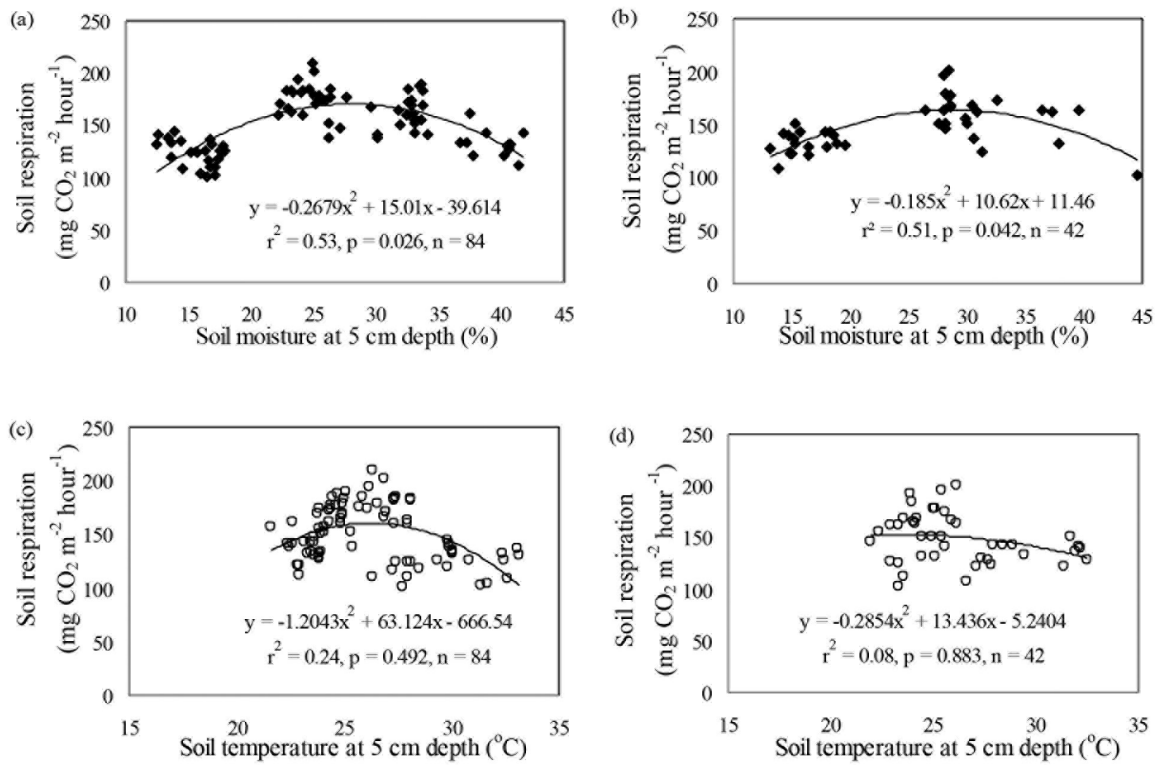 (a)
250
200
150
100
50
0
Soil respiration
(mg CO₂ m⁻² hour⁻¹)
y = -0.2679x² + 15.01x - 39.614
r² = 0.53, p = 0.026, n = 84
10 15 20 25 30 35 40 45
Soil moisture at 5 cm depth (%)
(b)
250
200
150
100
50
0
Soil respiration
(mg CO₂ m⁻² hour⁻¹)
y = -0.185x² + 10.62x + 11.46
r² = 0.51, p = 0.042, n = 42
10 15 20 25 30 35 40 45
Soil moisture at 5 cm depth (%)
(c)
250
200
150
100
50
0
Soil respiration
(mg CO₂ m⁻² hour⁻¹)
y = -1.2043x² + 63.124x - 666.54
r² = 0.24, p = 0.492, n = 84
15 20 25 30 35
Soil temperature at 5 cm depth (°C)
(d)
250
200
150
100
50
0
Soil respiration
(mg CO₂ m⁻² hour⁻¹)
y = -0.2854x² + 13.436x - 5.2404
r² = 0.08, p = 0.883, n = 42
15 20 25 30 35
Soil temperature at 5 cm depth (°C)